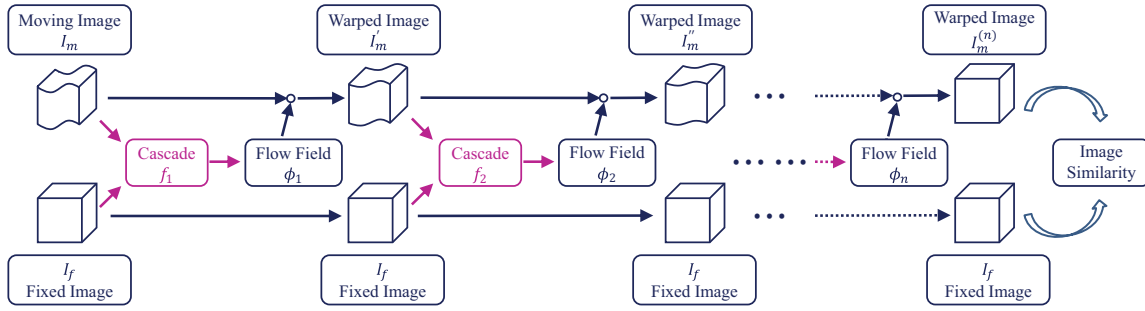 Moving Image
I_m
Warped Image
I_m^'
Warped Image
I_m^''
Warped Image
I_m^(n)
Cascade
f_1
Flow Field
ϕ_1
Cascade
f_2
Flow Field
ϕ_2
Flow Field
ϕ_n
Image
Similarity
I_f
Fixed Image
I_f
Fixed Image
I_f
Fixed Image
I_f
Fixed Image